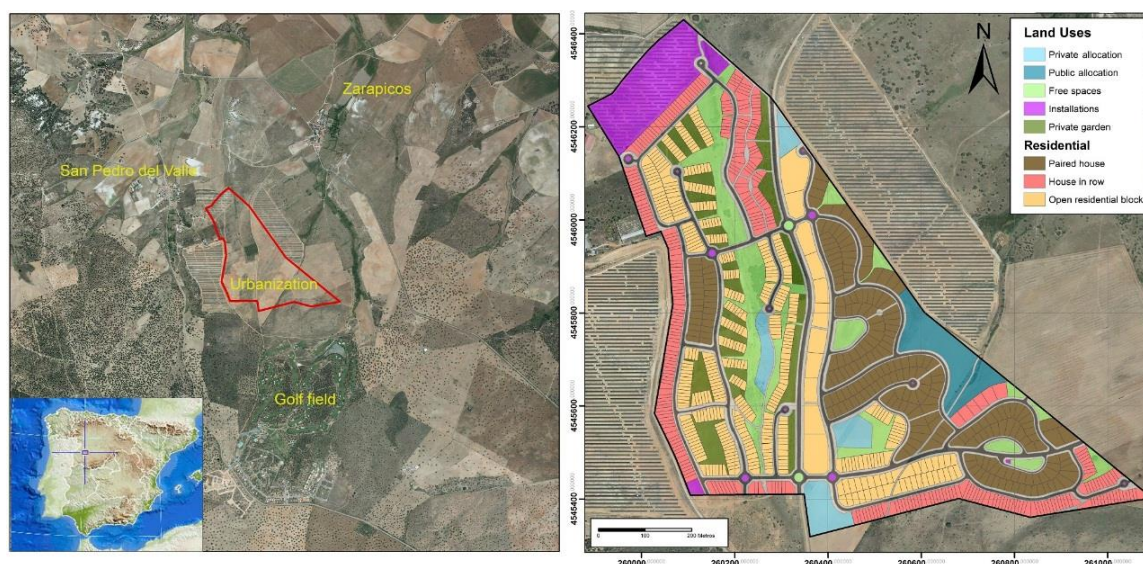 Zarapicos
San Pedro del Valle
Urbanization
Golf field
N
Land Uses
Private allocation
Public allocation
Free spaces
Installations
Private garden
Residential
Paired house
House in row
Open residential block
4546400
4546200
4546000
4545800
4545600
4545400
0 100 200 Metros
260000
260200
260400
260600
260800
261000